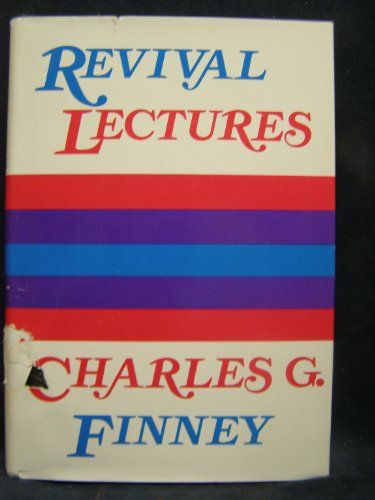 REVIVAL
LECTURES
CHARLES G.
FINNEY